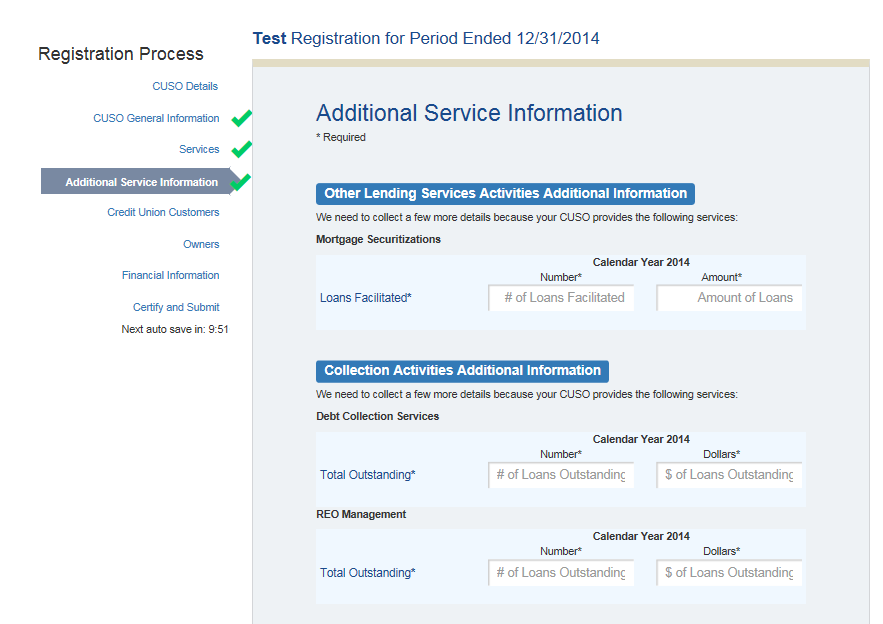 Test Registration for Period Ended 12/31/2014
Registration Process
CUSO Details
CUSO General Information
Services
Additional Service Information
Credit Union Customers
Owners
Financial Information
Certify and Submit
Next auto save in: 9:51
Additional Service Information
* Required
Other Lending Services Activities Additional Information
We need to collect a few more details because your CUSO provides the following services:
Mortgage Securitizations
Calendar Year 2014
Number* Amount*
Loans Facilitated* # of Loans Facilitated Amount of Loans
Collection Activities Additional Information
We need to collect a few more details because your CUSO provides the following services:
Debt Collection Services
Calendar Year 2014
Number* Dollars*
Total Outstanding* # of Loans Outstanding $ of Loans Outstanding
REO Management
Calendar Year 2014
Number* Dollars*
Total Outstanding* # of Loans Outstanding $ of Loans Outstanding